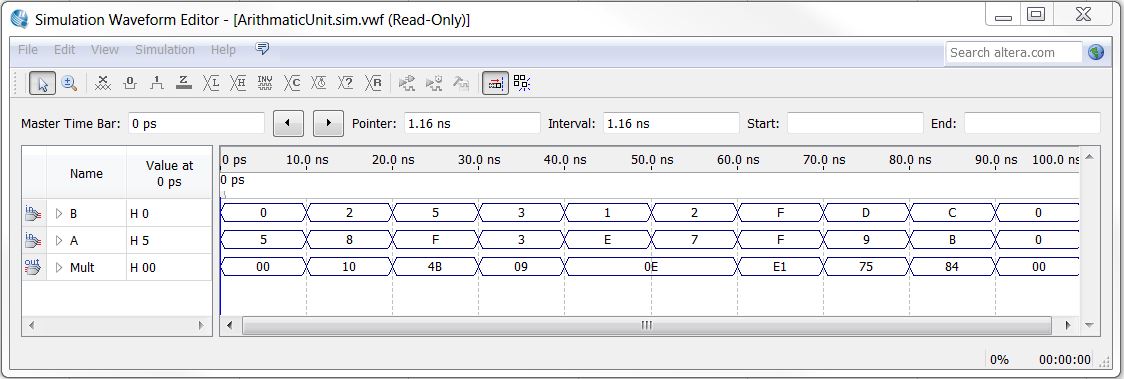 Simulation Waveform Editor - [ArithmaticUnit.sim.vwf (Read-Only)]
File Edit View Simulation Help Search altera.com
Master Time Bar: 0 ps Pointer: 1.16 ns Interval: 1.16 ns Start: End:
Name Value at 0 ps 0 ps 10.0 ns 20.0 ns 30.0 ns 40.0 ns 50.0 ns 60.0 ns 70.0 ns 80.0 ns 90.0 ns 100.0 ns
0 ps
B H 0 0 2 5 3 1 2 F D C 0
A H 5 5 8 F 3 E 7 F 9 B 0
Mult H 00 00 10 4B 09 0E E1 75 84 00
0% 00:00:00